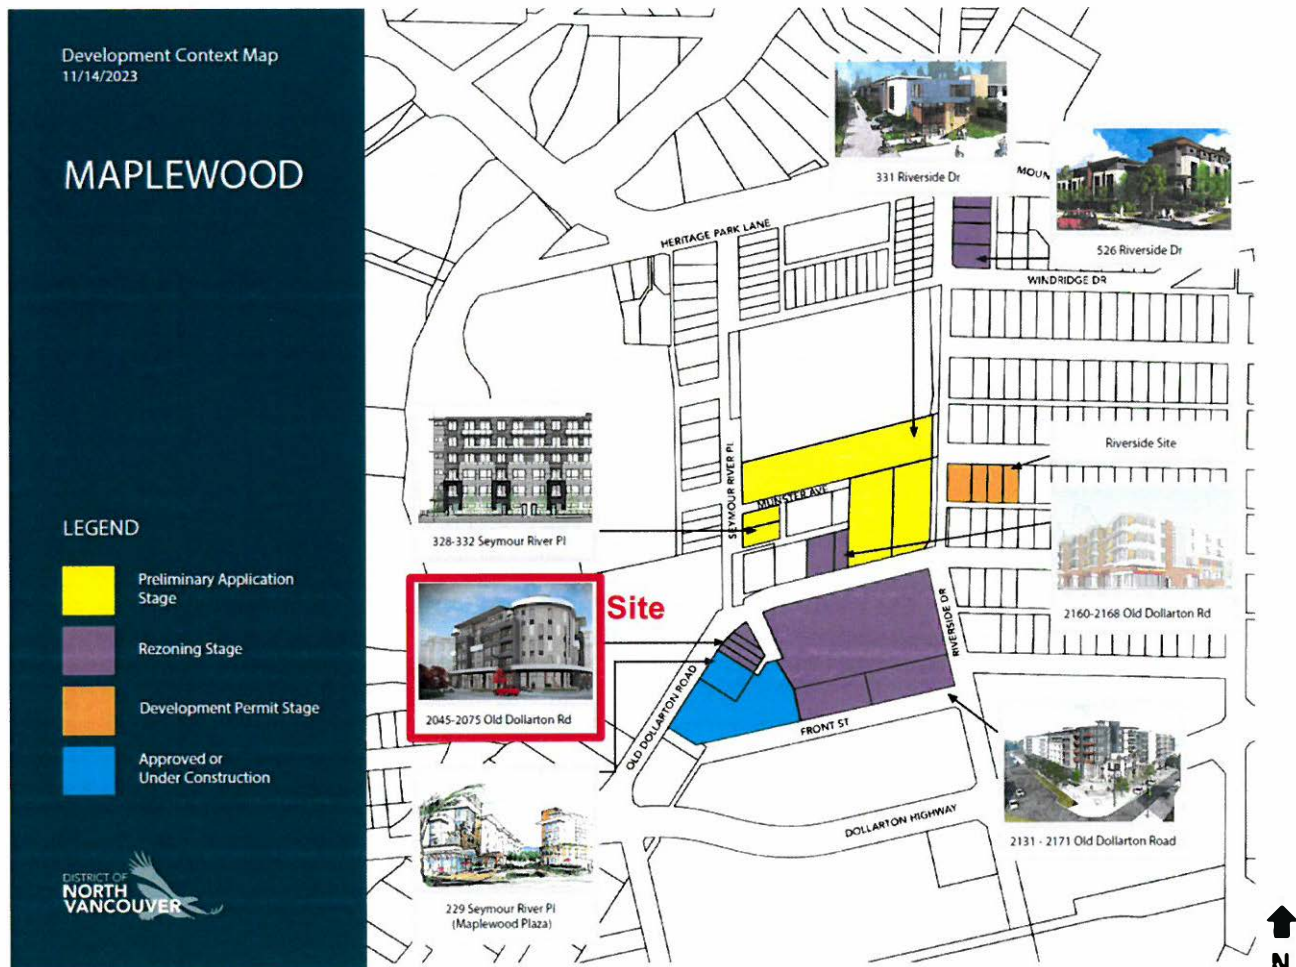 Development Context Map
11/14/2023
MAPLEWOOD
LEGEND
Preliminary Application
Stage
Rezoning Stage
Development Permit Stage
Approved or
Under Construction
DISTRICT OF
NORTH
VANCOUVER
331 Riverside Dr
MOUN
526 Riverside Dr
HERITAGE PARK LANE
WINDRIDGE DR
SEYMOUR RIVER PL
Riverside Site
MUNSTER AVE
328-332 Seymour River Pl
Site
2160-2168 Old Dollarton Rd
RIVERSIDE DR
2045-2075 Old Dollarton Rd
OLD DOLLARTON ROAD
FRONT ST
DOLLARTON HIGHWAY
2131 - 2171 Old Dollarton Road
229 Seymour River Pl
(Maplewood Plaza)
N